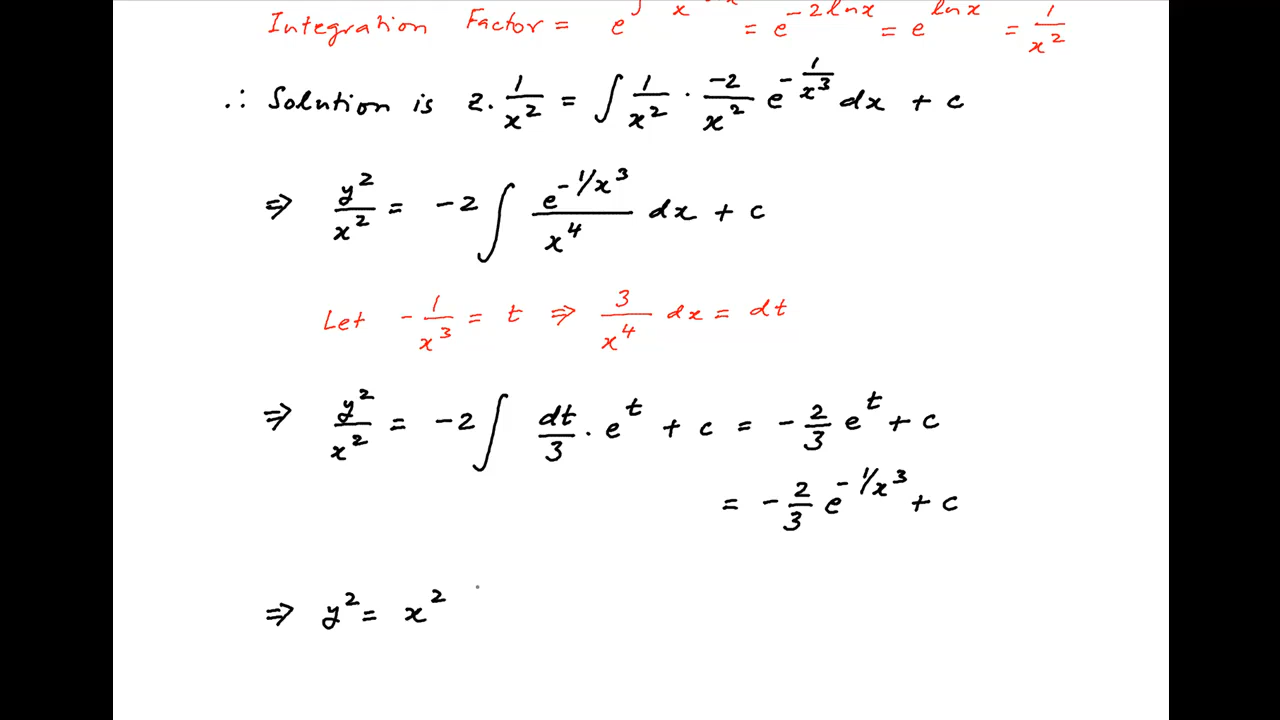 Integration Factor = e^∫ x = e^-2lnx = e^lnx = 1/x²
∴ Solution is z. 1/x² = ∫ 1/x² · -2/x² e^-1/x³ dx + c
⇒ y²/x² = -2 ∫ e^-1/x³ / x⁴ dx + c
Let -1/x³ = t ⇒ 3/x⁴ dx = dt
⇒ y²/x² = -2 ∫ dt/3 · e^t + c = -2/3 e^t + c
= -2/3 e^-1/x³ + c
⇒ y² = x²